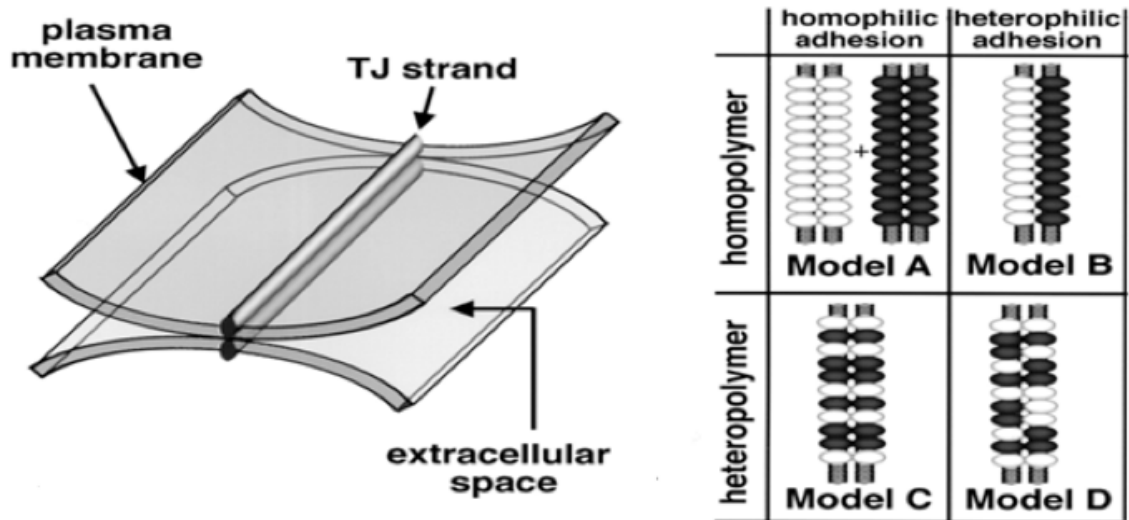 plasma
membrane
TJ strand
extracellular
space
homophilic
adhesion
heterophilic
adhesion
homopolymer
+
Model A
Model B
heteropolymer
Model C
Model D